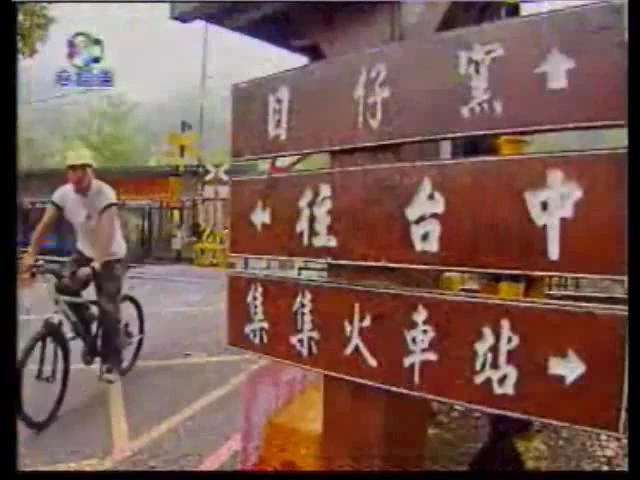 目仔窯 ↑
← 往台中
集集火車站 →